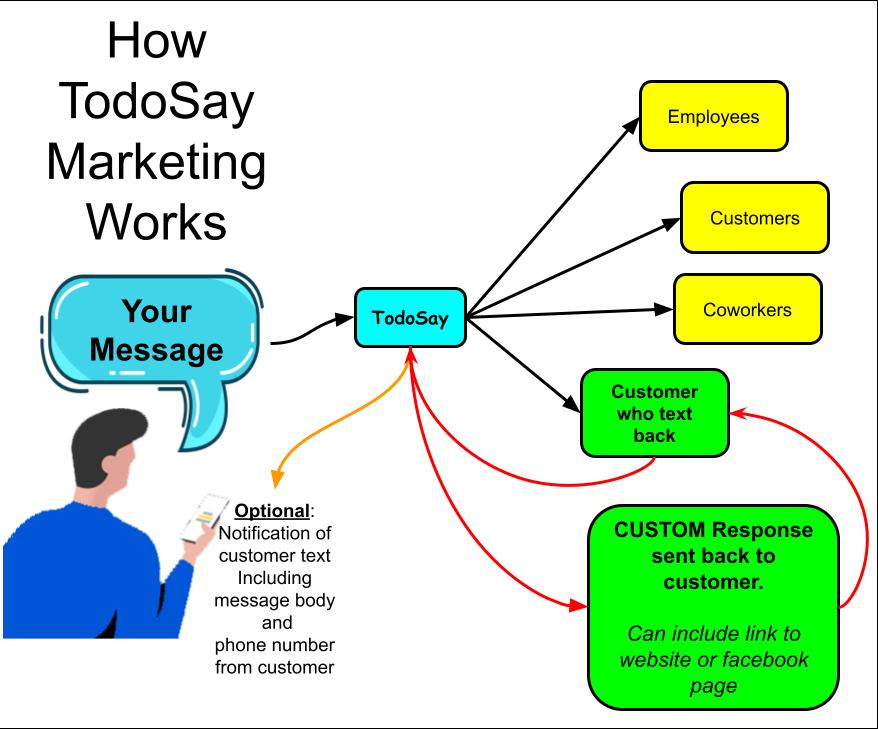 How
TodoSay
Marketing
Works
Your
Message
TodoSay
Employees
Customers
Coworkers
Customer
who text
back
Optional:
Notification of
customer text
Including
message body
and
phone number
from customer
CUSTOM Response
sent back to
customer.
Can include link to
website or facebook
page